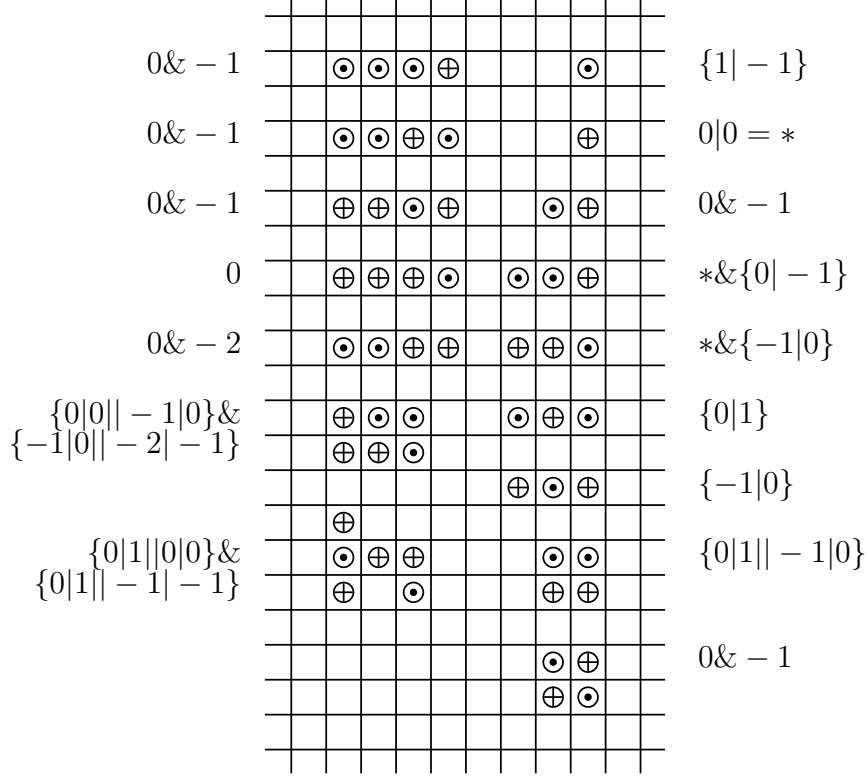 0& − 1
{1| − 1}
0& − 1
0|0 = ∗
0& − 1
0& − 1
0
∗&{0| − 1}
0& − 2
∗&{−1|0}
{0|0|| − 1|0}&
{−1|0|| − 2| − 1}
{0|1}
{−1|0}
{0|1||0|0}&
{0|1|| − 1| − 1}
{0|1|| − 1|0}
0& − 1